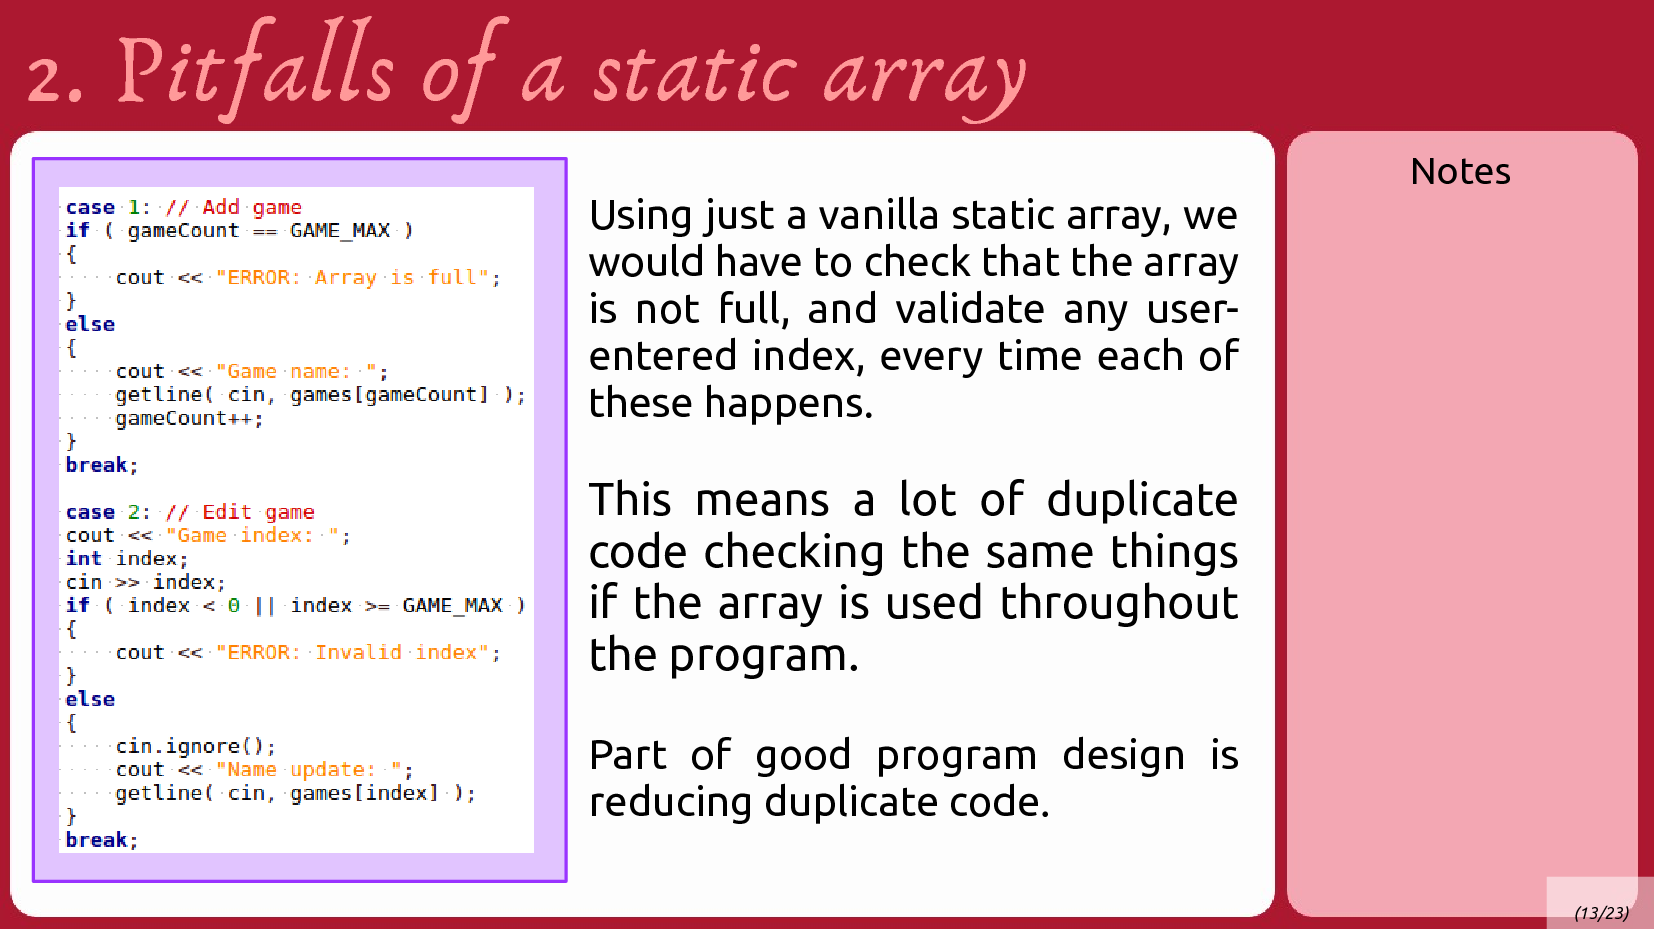 2. Pitfalls of a static array
case 1: // Add game
if ( gameCount == GAME_MAX )
{
cout << "ERROR: Array is full";
}
else
{
cout << "Game name: ";
getline( cin, games[gameCount] );
gameCount++;
}
break;
case 2: // Edit game
cout << "Game index: ";
int index;
cin >> index;
if ( index < 0 || index >= GAME_MAX )
{
cout << "ERROR: Invalid index";
}
else
{
cin.ignore();
cout << "Name update: ";
getline( cin, games[index] );
}
break;
Using just a vanilla static array, we
would have to check that the array
is not full, and validate any user-
entered index, every time each of
these happens.
This means a lot of duplicate
code checking the same things
if the array is used throughout
the program.
Part of good program design is
reducing duplicate code.
Notes
(13/23)